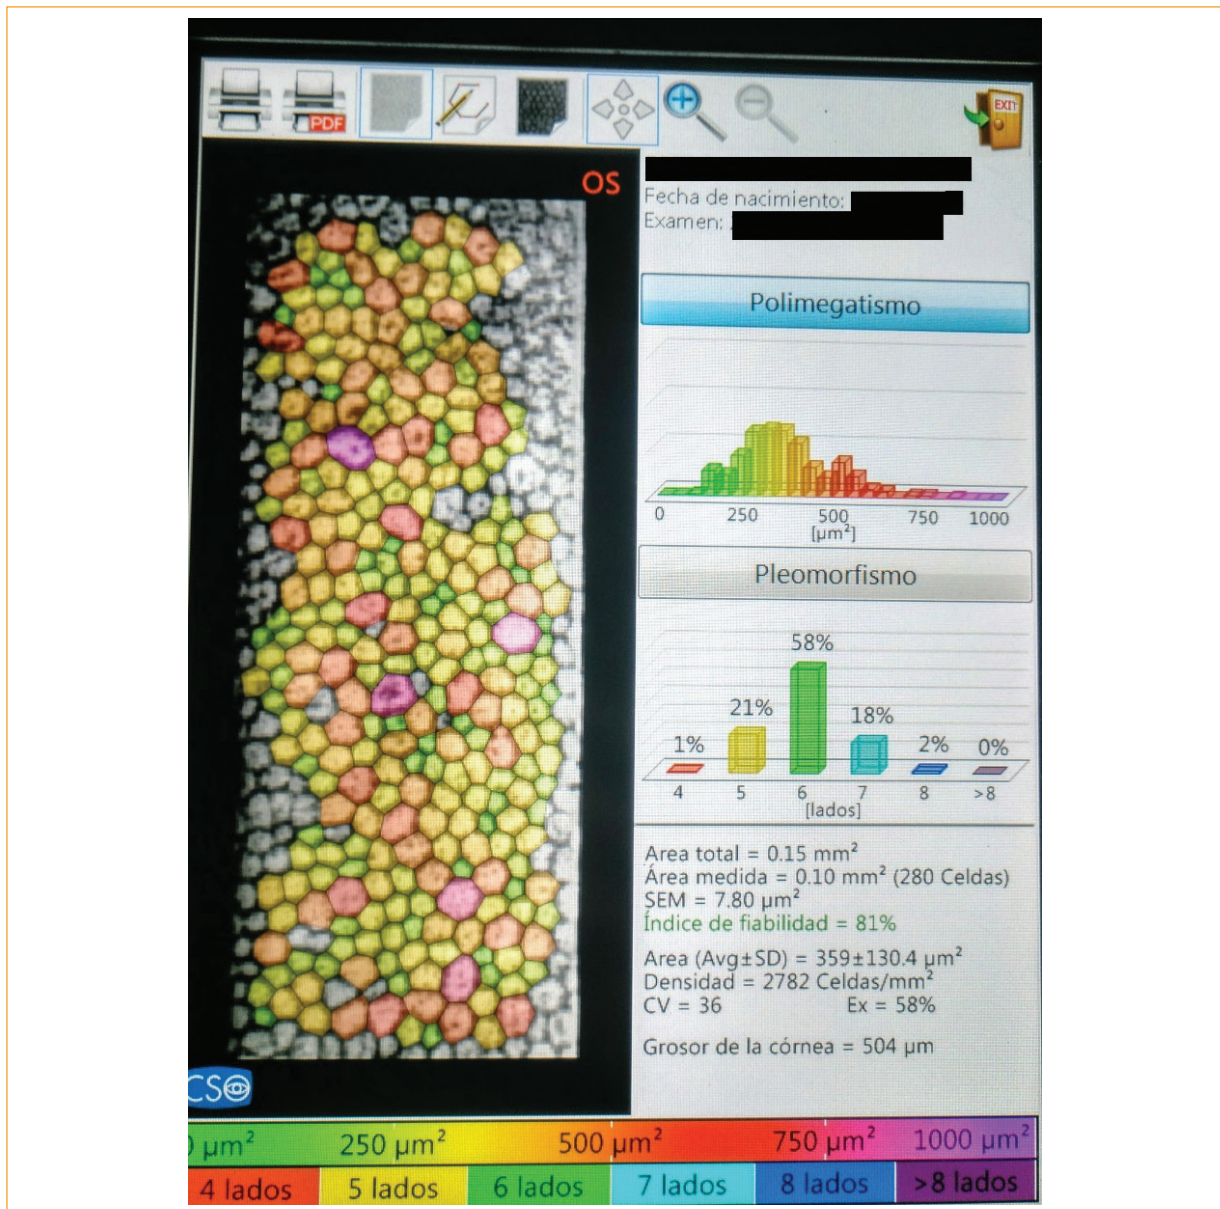 PDF
EXIT
OS
Fecha de nacimiento:
Examen:
Polimegatismo
0 250 500 750 1000
[µm²]
Pleomorfismo
58%
21%
18%
1%
2%
0%
4 5 6 7 8 >8
[lados]
Area total = 0.15 mm²
Área medida = 0.10 mm² (280 Celdas)
SEM = 7.80 µm²
Índice de fiabilidad = 81%
Area (Avg±SD) = 359±130.4 µm²
Densidad = 2782 Celdas/mm²
CV = 36 Ex = 58%
Grosor de la córnea = 504 µm
CSO
0 µm² 250 µm² 500 µm² 750 µm² 1000 µm²
4 lados 5 lados 6 lados 7 lados 8 lados >8 lados